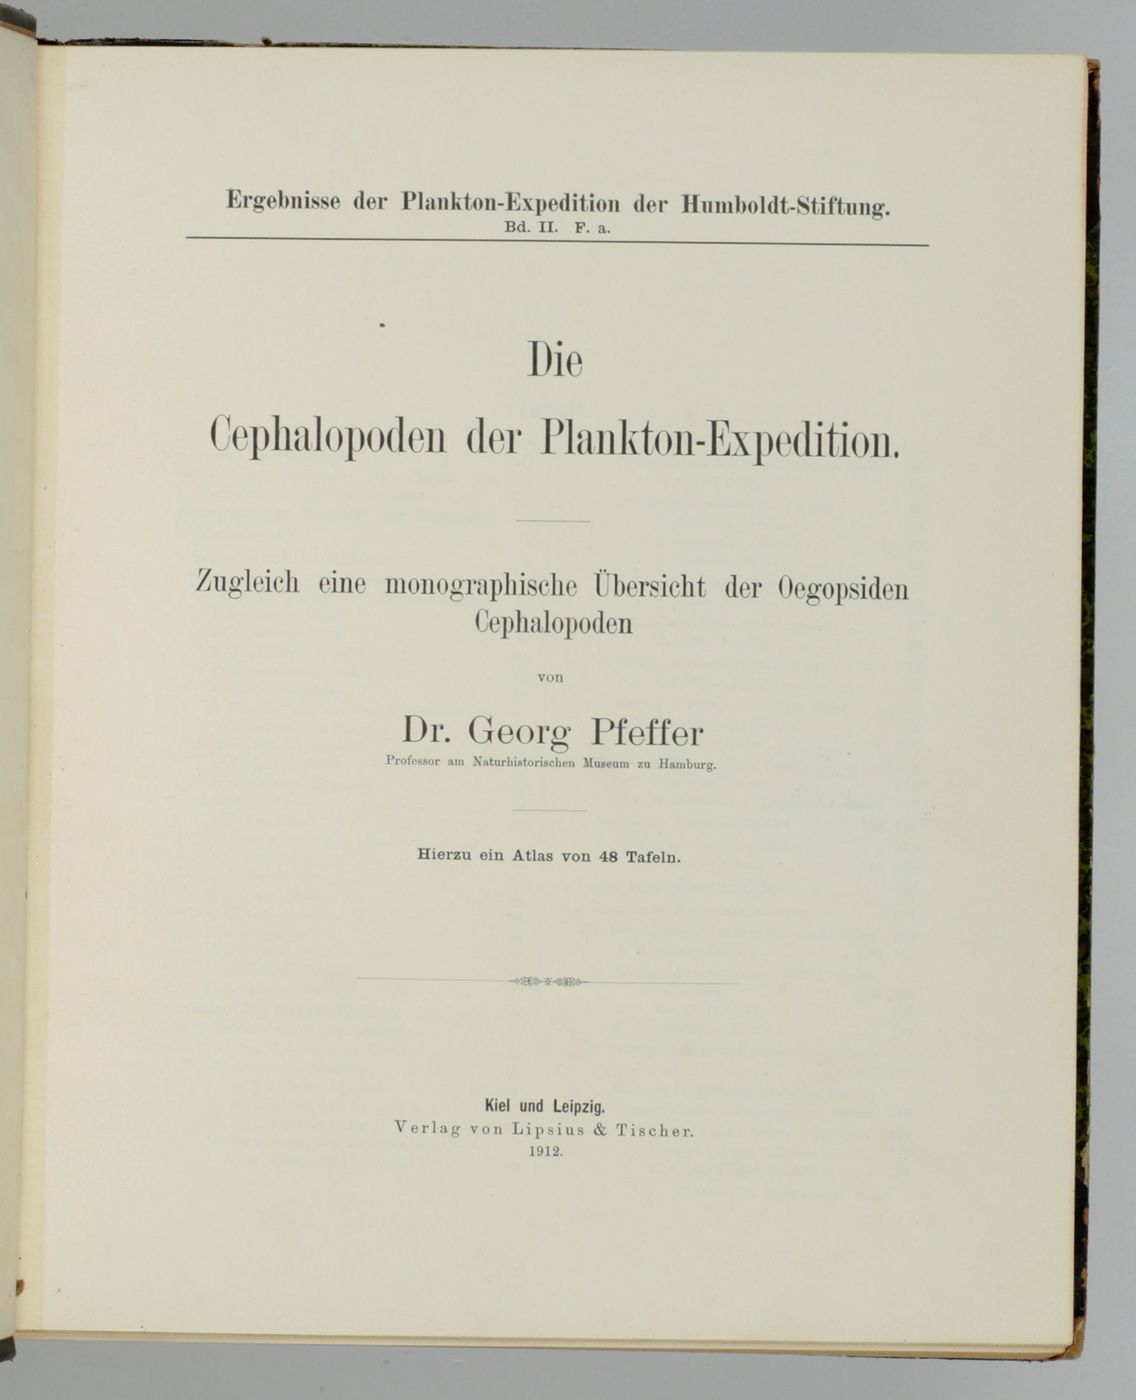 Ergebnisse der Plankton-Expedition der Humboldt-Stiftung.
Bd. II. F. a.
Die
Cephalopoden der Plankton-Expedition.
Zugleich eine monographische Übersicht der Oegopsiden
Cephalopoden
von
Dr. Georg Pfeffer
Professor am Naturhistorischen Museum zu Hamburg.
Hierzu ein Atlas von 48 Tafeln.
Kiel und Leipzig.
Verlag von Lipsius & Tischer.
1912.